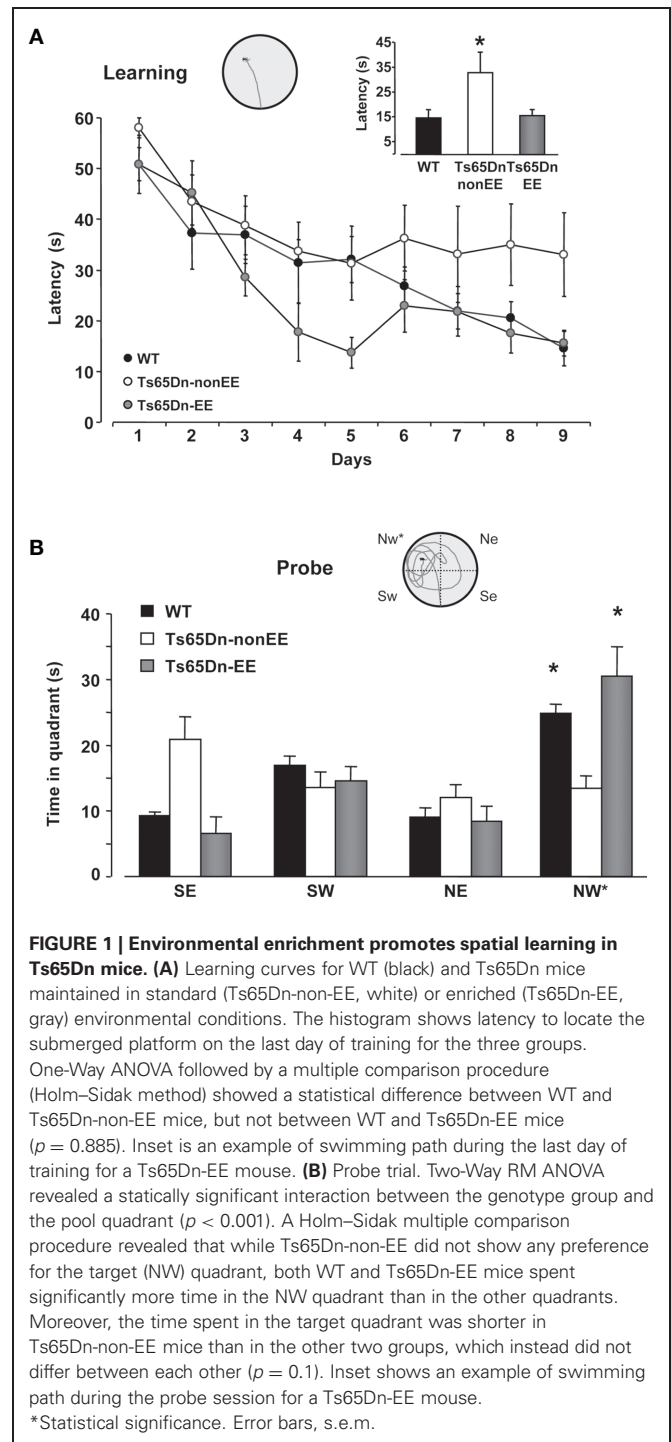 A
Learning
45
35
25
15
5
Latency (s)
*
WT
Ts65Dn nonEE
Ts65Dn EE
60
50
40
30
20
10
0
Latency (s)
WT
Ts65Dn-nonEE
Ts65Dn-EE
1 2 3 4 5 6 7 8 9
Days
B
Probe
Nw* Ne
Sw Se
40
30
20
10
0
Time in quadrant (s)
WT
Ts65Dn-nonEE
Ts65Dn-EE
* *
SE SW NE NW*
FIGURE 1 | Environmental enrichment promotes spatial learning in
Ts65Dn mice. (A) Learning curves for WT (black) and Ts65Dn mice
maintained in standard (Ts65Dn-non-EE, white) or enriched (Ts65Dn-EE,
gray) environmental conditions. The histogram shows latency to locate the
submerged platform on the last day of training for the three groups.
One-Way ANOVA followed by a multiple comparison procedure
(Holm–Sidak method) showed a statistical difference between WT and
Ts65Dn-non-EE mice, but not between WT and Ts65Dn-EE mice
(p = 0.885). Inset is an example of swimming path during the last day of
training for a Ts65Dn-EE mouse. (B) Probe trial. Two-Way RM ANOVA
revealed a statically significant interaction between the genotype group and
the pool quadrant (p < 0.001). A Holm–Sidak multiple comparison
procedure revealed that while Ts65Dn-non-EE did not show any preference
for the target (NW) quadrant, both WT and Ts65Dn-EE mice spent
significantly more time in the NW quadrant than in the other quadrants.
Moreover, the time spent in the target quadrant was shorter in
Ts65Dn-non-EE mice than in the other two groups, which instead did not
differ between each other (p = 0.1). Inset shows an example of swimming
path during the probe session for a Ts65Dn-EE mouse.
*Statistical significance. Error bars, s.e.m.